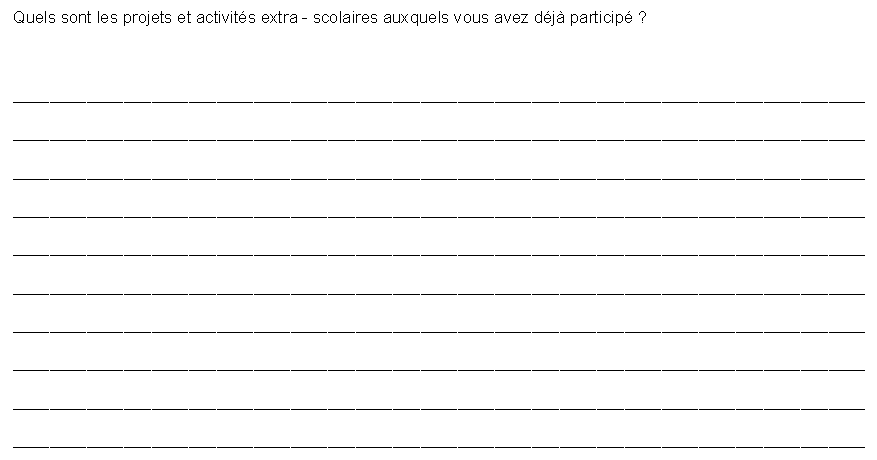 Quels sont les projets et activités extra - scolaires auxquels vous avez déjà participé ?